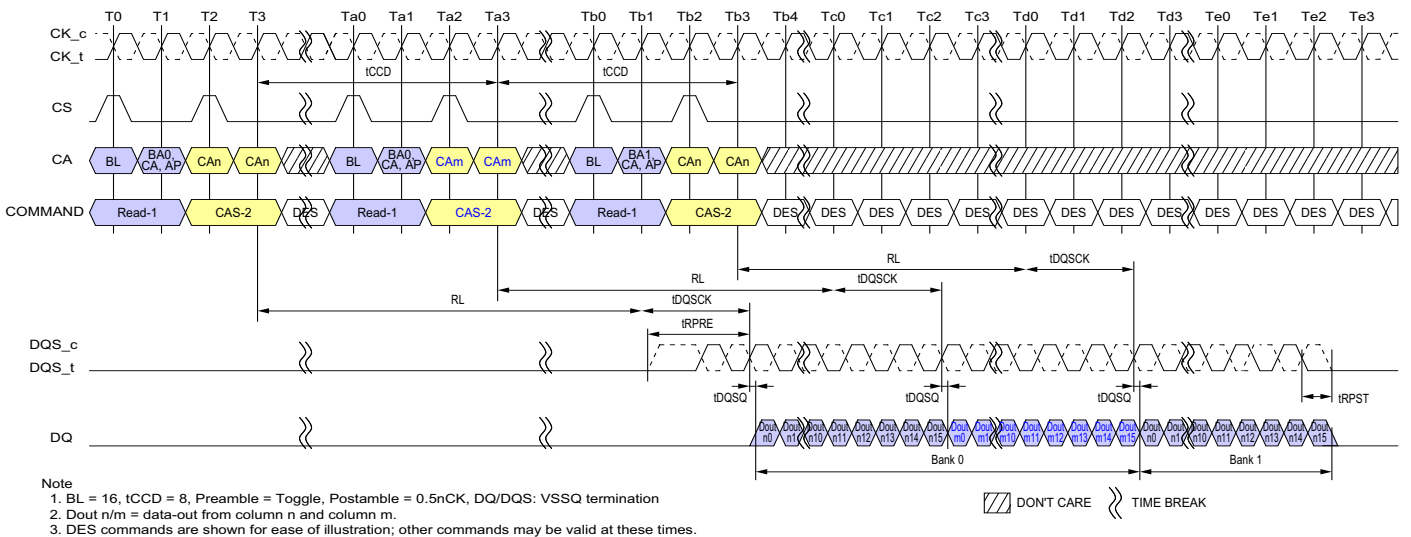 T0 T1 T2 T3 Ta0 Ta1 Ta2 Ta3 Tb0 Tb1 Tb2 Tb3 Tb4 Tc0 Tc1 Tc2 Tc3 Td0 Td1 Td2 Td3 Te0 Te1 Te2 Te3
CK_c
CK_t
tCCD tCCD
CS
CA BL BA0, CA, AP CAn CAn BL BA0, CA, AP CAm CAm BL BA1, CA, AP CAn CAn
COMMAND Read-1 CAS-2 DES Read-1 CAS-2 DES Read-1 CAS-2 DES DES DES DES DES DES DES DES DES DES DES DES DES
RL tDQSCK
RL tDQSCK
RL tDQSCK
tRPRE
DQS_c
DQS_t
tDQSQ tDQSQ tDQSQ tRPST
DQ Dout n0 Dout n1 Dout n10 Dout n11 Dout n12 Dout n13 Dout n14 Dout n15 Dout m0 Dout m1 Dout m10 Dout m11 Dout m12 Dout m13 Dout m14 Dout m15 Dout n0 Dout n1 Dout n10 Dout n11 Dout n12 Dout n13 Dout n14 Dout n15
Bank 0 Bank 1
Note
1. BL = 16, tCCD = 8, Preamble = Toggle, Postamble = 0.5nCK, DQ/DQS: VSSQ termination
2. Dout n/m = data-out from column n and column m.
3. DES commands are shown for ease of illustration; other commands may be valid at these times.
DON'T CARE TIME BREAK